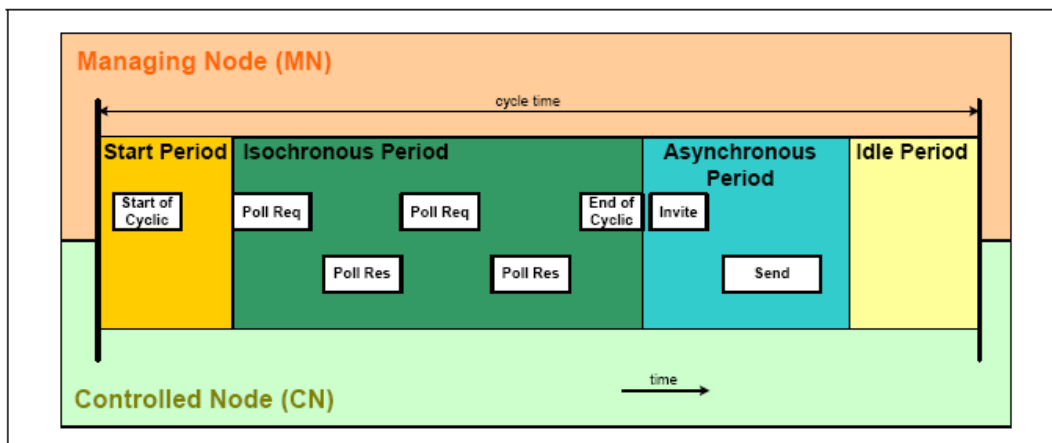 Managing Node (MN)
cycle time
Start Period
Isochronous Period
Asynchronous
Period
Idle Period
Start of
Cyclic
Poll Req
Poll Req
End of
Cyclic
Invite
Poll Res
Poll Res
Send
time
Controlled Node (CN)